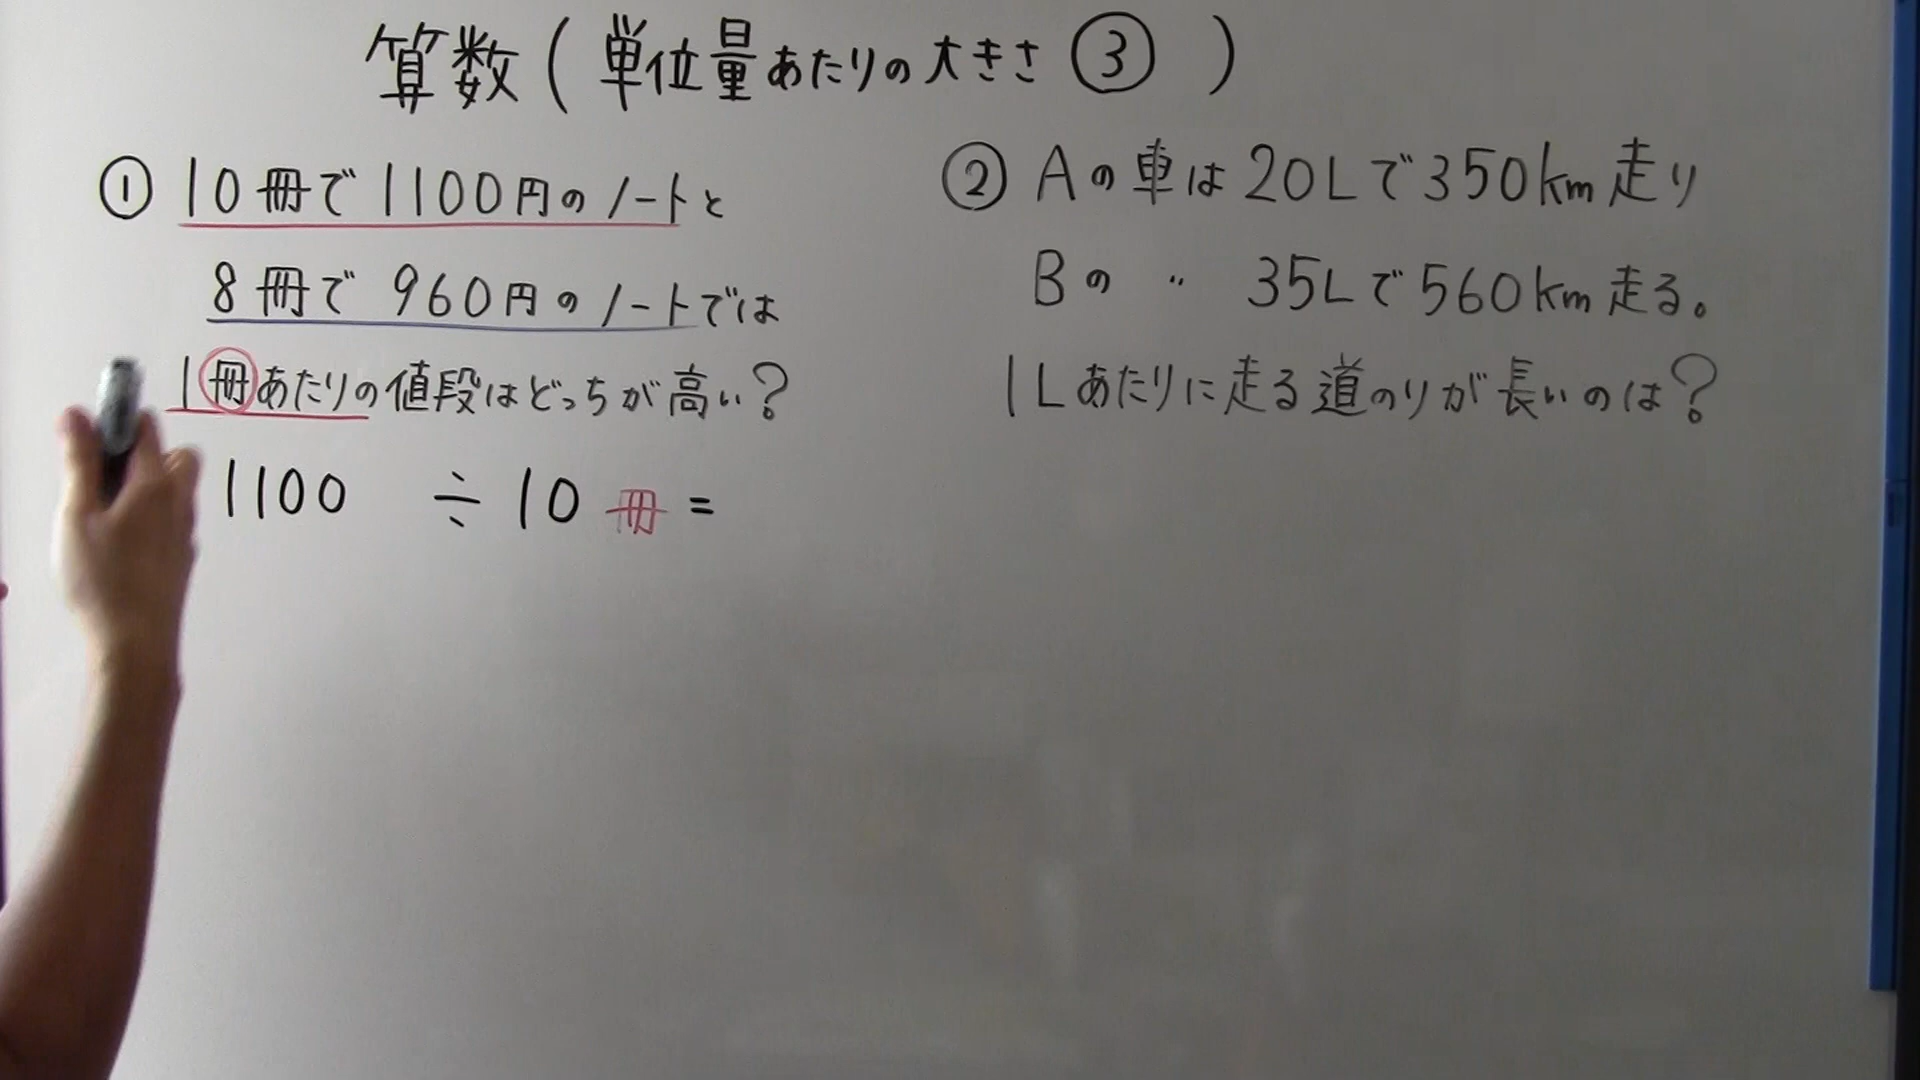 算数(単位量あたりの大きさ③)
① 10冊で1100円のノートと
8冊で960円のノートでは
1冊あたりの値段はどっちが高い?
1100 ÷ 10冊 =
② Aの車は20Lで350km走り
Bの 〃 35Lで560km走る。
1Lあたりに走る道のりが長いのは?